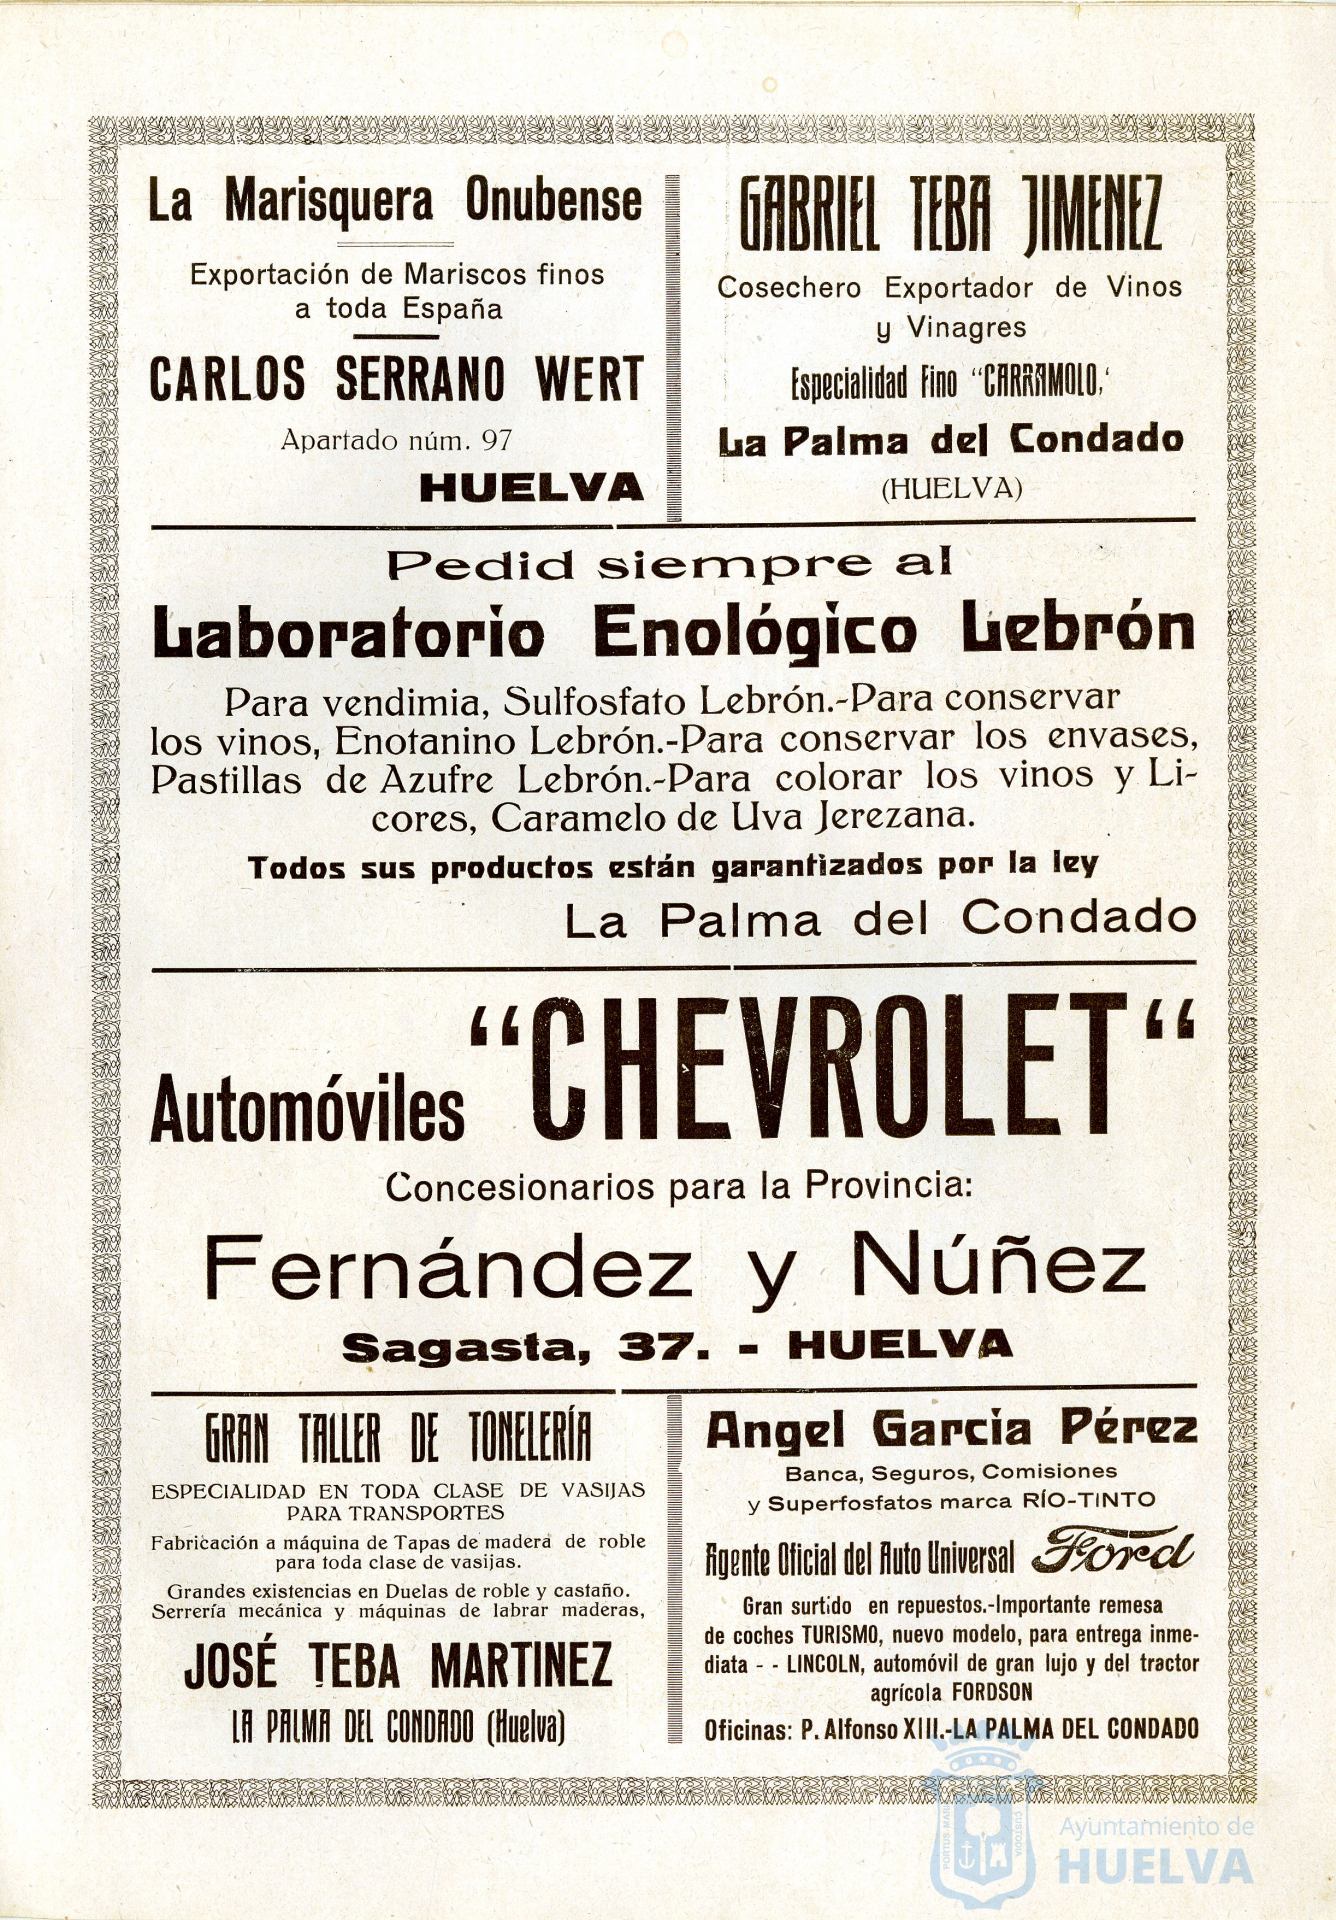 La Marisquera Onubense
Exportación de Mariscos finos
a toda España
CARLOS SERRANO WERT
Apartado núm. 97
HUELVA
GABRIEL TEBA JIMENEZ
Cosechero Exportador de Vinos
y Vinagres
Especialidad Fino “CARRAMOLO,‘
La Palma del Condado
(HUELVA)
Pedid siempre al
Laboratorio Enológico Lebrón
Para vendimia, Sulfosfato Lebrón.-Para conservar
los vinos, Enotanino Lebrón.-Para conservar los envases,
Pastillas de Azufre Lebrón.-Para colorar los vinos y Li-
cores, Caramelo de Uva Jerezana.
Todos sus productos están garantizados por la ley
La Palma del Condado
Automóviles “CHEVROLET“
Concesionarios para la Provincia:
Fernández y Núñez
Sagasta, 37. - HUELVA
GRAN TALLER DE TONELERÍA
ESPECIALIDAD EN TODA CLASE DE VASIJAS
PARA TRANSPORTES
Fabricación a máquina de Tapas de madera de roble
para toda clase de vasijas.
Grandes existencias en Duelas de roble y castaño.
Serrería mecánica y máquinas de labrar maderas,
JOSÉ TEBA MARTINEZ
LA PALMA DEL CONDADO (Huelva)
Angel García Pérez
Banca, Seguros, Comisiones
y Superfosfatos marca RÍO-TINTO
Agente Oficial del Auto Universal Ford
Gran surtido en repuestos.-Importante remesa
de coches TURISMO, nuevo modelo, para entrega inme-
diata - - LINCOLN, automóvil de gran lujo y del tractor
agrícola FORDSON
Oficinas: P. Alfonso XIII.-LA PALMA DEL CONDADO
PORTUS MARIS
CUSTODIA
Ayuntamiento de
HUELVA